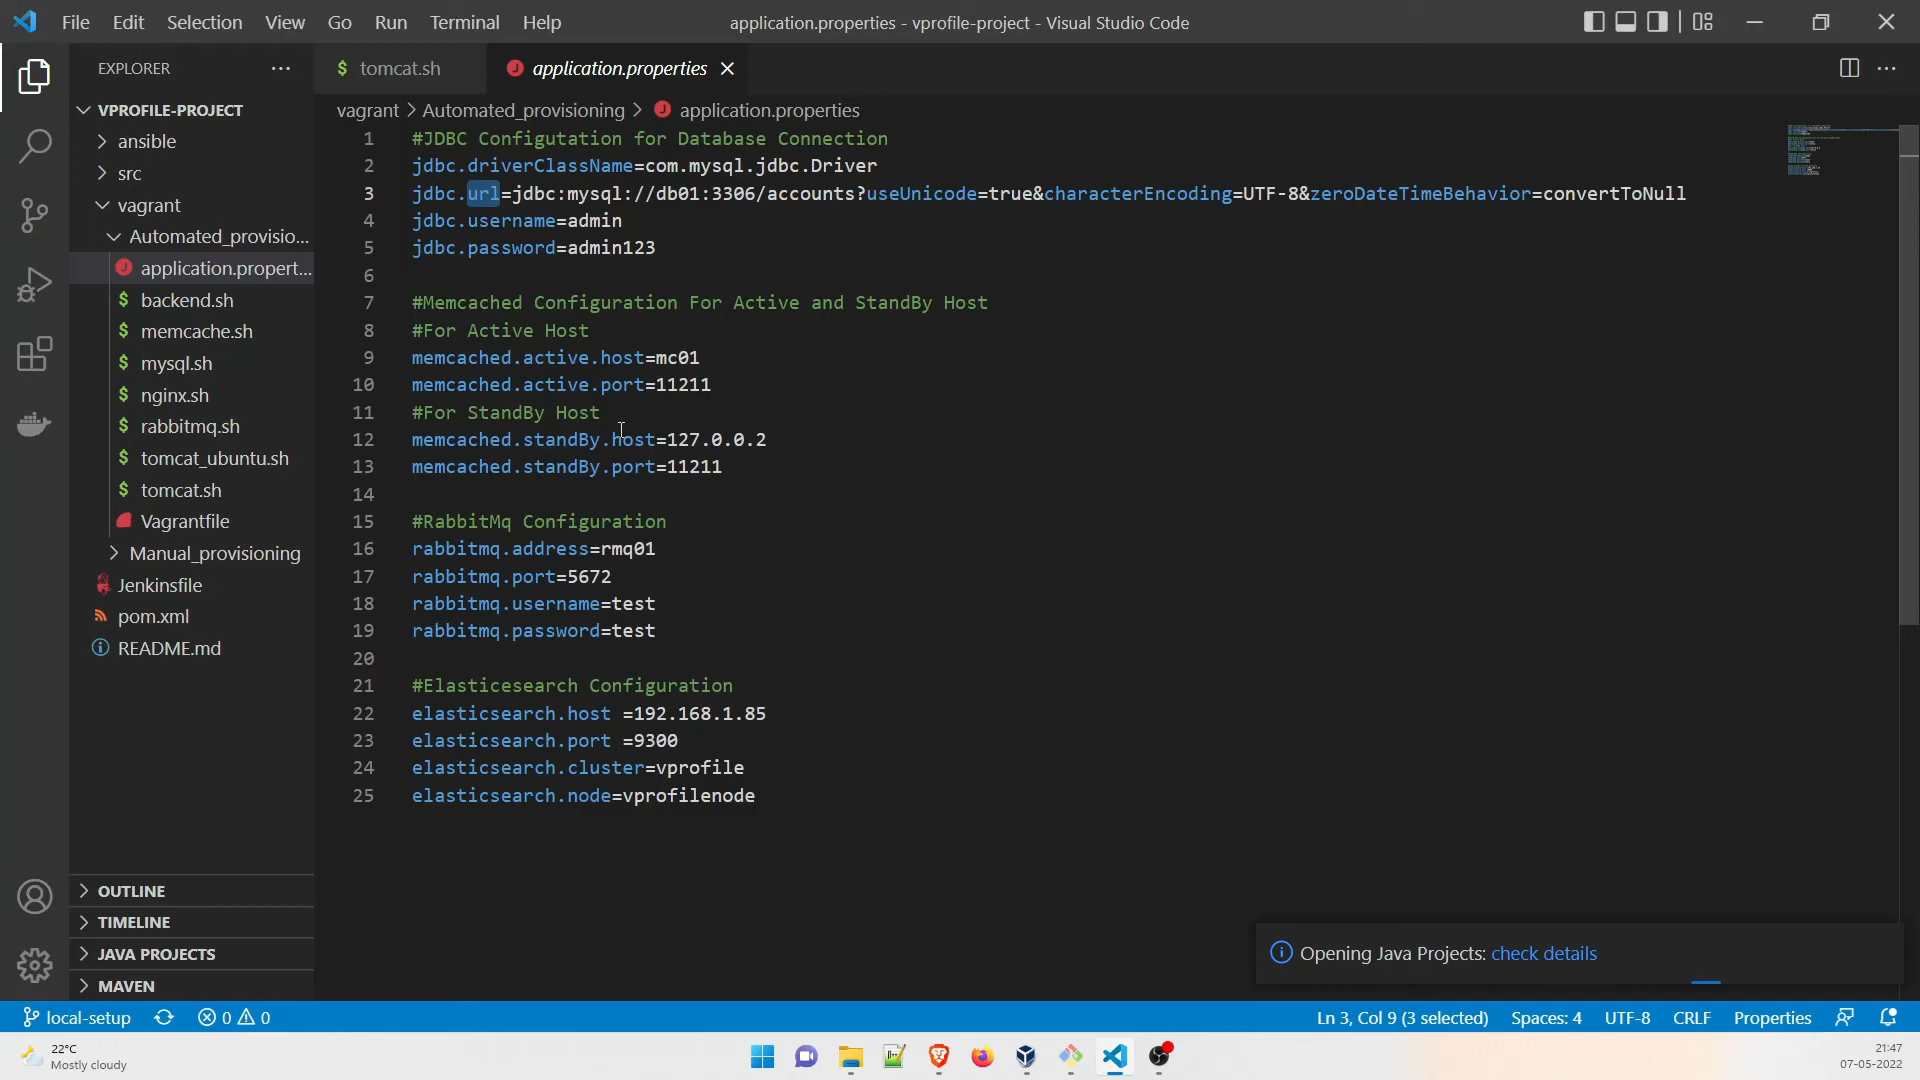 File Edit Selection View Go Run Terminal Help
application.properties - vprofile-project - Visual Studio Code
EXPLORER
VPROFILE-PROJECT
ansible
src
vagrant
Automated_provisio...
application.propert...
backend.sh
memcache.sh
mysql.sh
nginx.sh
rabbitmq.sh
tomcat_ubuntu.sh
tomcat.sh
Vagrantfile
Manual_provisioning
Jenkinsfile
pom.xml
README.md
OUTLINE
TIMELINE
JAVA PROJECTS
MAVEN
tomcat.sh
application.properties
vagrant > Automated_provisioning > application.properties
1 #JDBC Configutation for Database Connection
2 jdbc.driverClassName=com.mysql.jdbc.Driver
3 jdbc.url=jdbc:mysql://db01:3306/accounts?useUnicode=true&characterEncoding=UTF-8&zeroDateTimeBehavior=convertToNull
4 jdbc.username=admin
5 jdbc.password=admin123
6
7 #Memcached Configuration For Active and StandBy Host
8 #For Active Host
9 memcached.active.host=mc01
10 memcached.active.port=11211
11 #For StandBy Host
12 memcached.standBy.host=127.0.0.2
13 memcached.standBy.port=11211
14
15 #RabbitMq Configuration
16 rabbitmq.address=rmq01
17 rabbitmq.port=5672
18 rabbitmq.username=test
19 rabbitmq.password=test
20
21 #Elasticesearch Configuration
22 elasticsearch.host =192.168.1.85
23 elasticsearch.port =9300
24 elasticsearch.cluster=vprofile
25 elasticsearch.node=vprofilenode
Opening Java Projects: check details
local-setup 0 0
Ln 3, Col 9 (3 selected) Spaces: 4 UTF-8 CRLF Properties
22°C
Mostly cloudy
21:47
07-05-2022